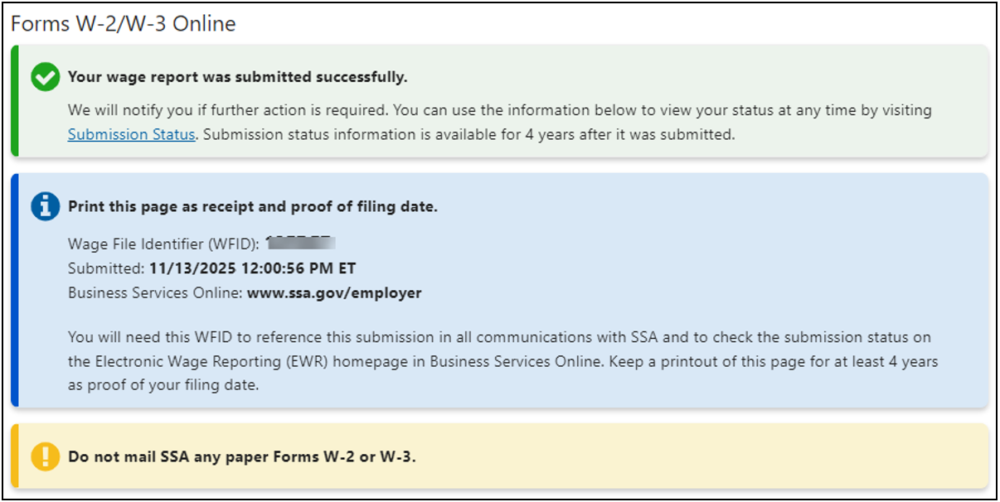 Forms W-2/W-3 Online
Your wage report was submitted successfully.
We will notify you if further action is required. You can use the information below to view your status at any time by visiting
Submission Status. Submission status information is available for 4 years after it was submitted.
Print this page as receipt and proof of filing date.
Wage File Identifier (WFID):
Submitted: 11/13/2025 12:00:56 PM ET
Business Services Online: www.ssa.gov/employer
You will need this WFID to reference this submission in all communications with SSA and to check the submission status on
the Electronic Wage Reporting (EWR) homepage in Business Services Online. Keep a printout of this page for at least 4 years
as proof of your filing date.
Do not mail SSA any paper Forms W-2 or W-3.